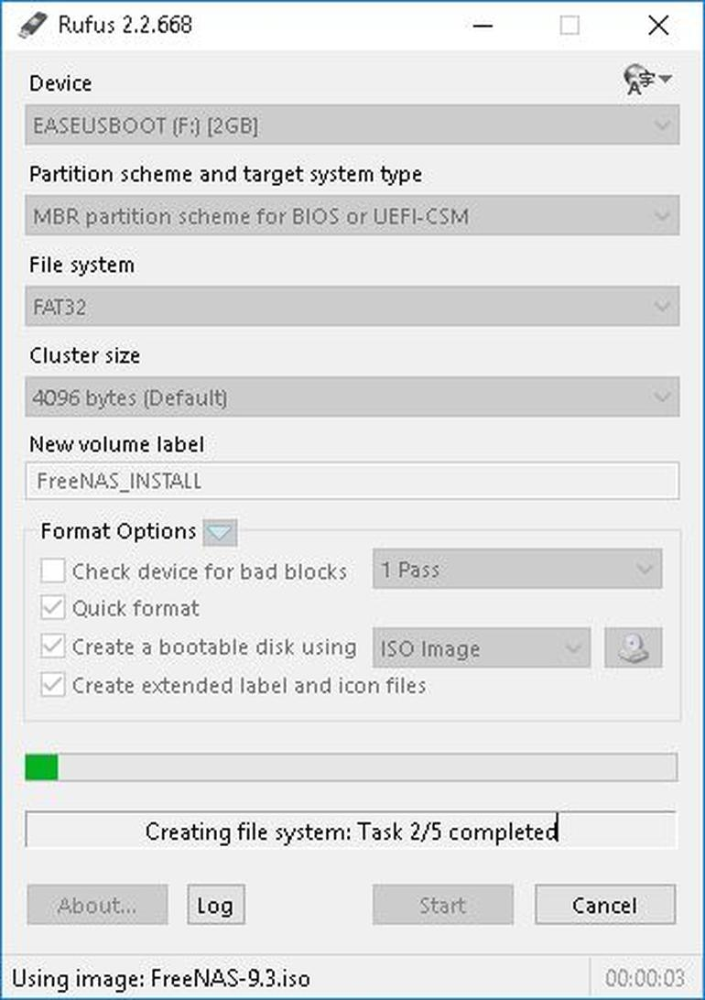 Rufus 2.2.668
Device
EASEUSBOOT (F:) [2GB]
Partition scheme and target system type
MBR partition scheme for BIOS or UEFI-CSM
File system
FAT32
Cluster size
4096 bytes (Default)
New volume label
FreeNAS_INSTALL
Format Options
Check device for bad blocks 1 Pass
Quick format
Create a bootable disk using ISO Image
Create extended label and icon files
Creating file system: Task 2/5 completed
About... Log Start Cancel
Using image: FreeNAS-9.3.iso 00:00:03